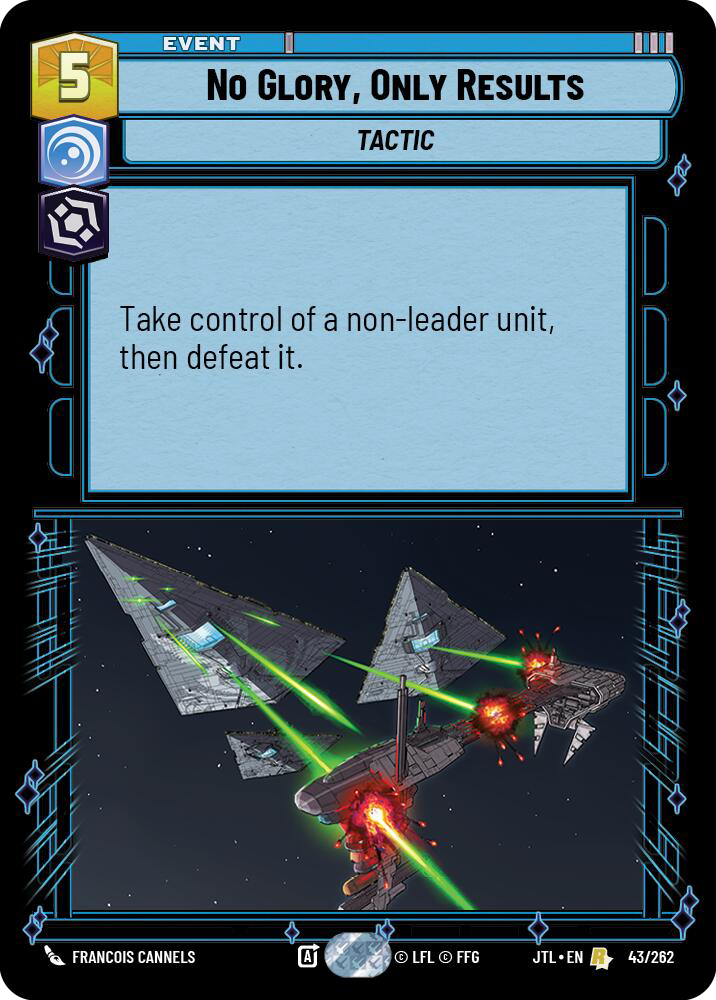 EVENT
5
NO GLORY, ONLY RESULTS
TACTIC
Take control of a non-leader unit,
then defeat it.
FRANCOIS CANNELS
A
© LFL © FFG
JTL • EN
R
43/262